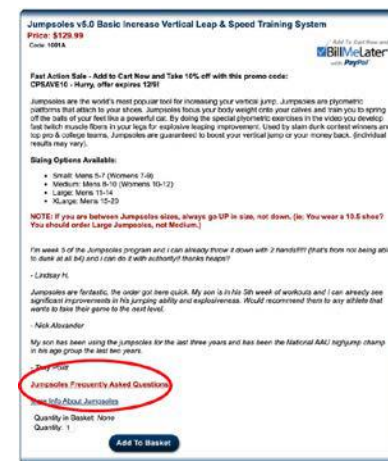 Jumpsoles v5.0 Basic Increase Vertical Leap & Speed Training System
Price: $129.99
Code: 1001A
Add To Cart Now and
BillMeLater
with PayPal
Fast Action Sale - Add to Cart Now and Take 10% off with this promo code:
CPSAVE10 - Hurry, offer expires 12/9!
Jumpsoles are the world's most popular tool for increasing your vertical jump. Jumpsoles are plyometric
platforms that attach to your shoes. Jumpsoles focus your body weight onto your calves and train you to spring
off the balls of your feet like a powerful cat. By doing the special plyometric exercises in the video you develop
fast twitch muscle fibers in your legs for explosive leaping improvement. Used by slam dunk contest winners and
top pro & college teams, Jumpsoles are guaranteed to boost your vertical jump or your money back. (individual
results may vary).
Sizing Options Available:
Small: Mens 5-7 (Womens 7-9)
Medium: Mens 8-10 (Womens 10-12)
Large: Mens 11-14
XLarge: Mens 15-20
NOTE: If you are between Jumpsoles sizes, always go UP in size, not down. (ie: You wear a 10.5 shoe?
You should order Large Jumpsoles, not Medium.)
I'm week 5 of the Jumpsoles program and i can already throw it down with 2 hands!!!!! (that's from not being able
to dunk at all b4) and i can do it with authority!! thanks heaps!!
- Lindsay H.
Jumpsoles are fantastic, the order got here quick. My son is in his 5th week of workouts and I can already see
significant improvements in his jumping ability and explosiveness. Would recommend them to any athlete that
wants to take their game to the next level.
- Nick Alexander
My son has been using the jumpsoles for the last three years and has been the National AAU highjump champ
in his age group the last two years.
Jumpsoles Frequently Asked Questions
More Info About Jumpsoles
Quantity in Basket: None
Quantity: 1
Add To Basket